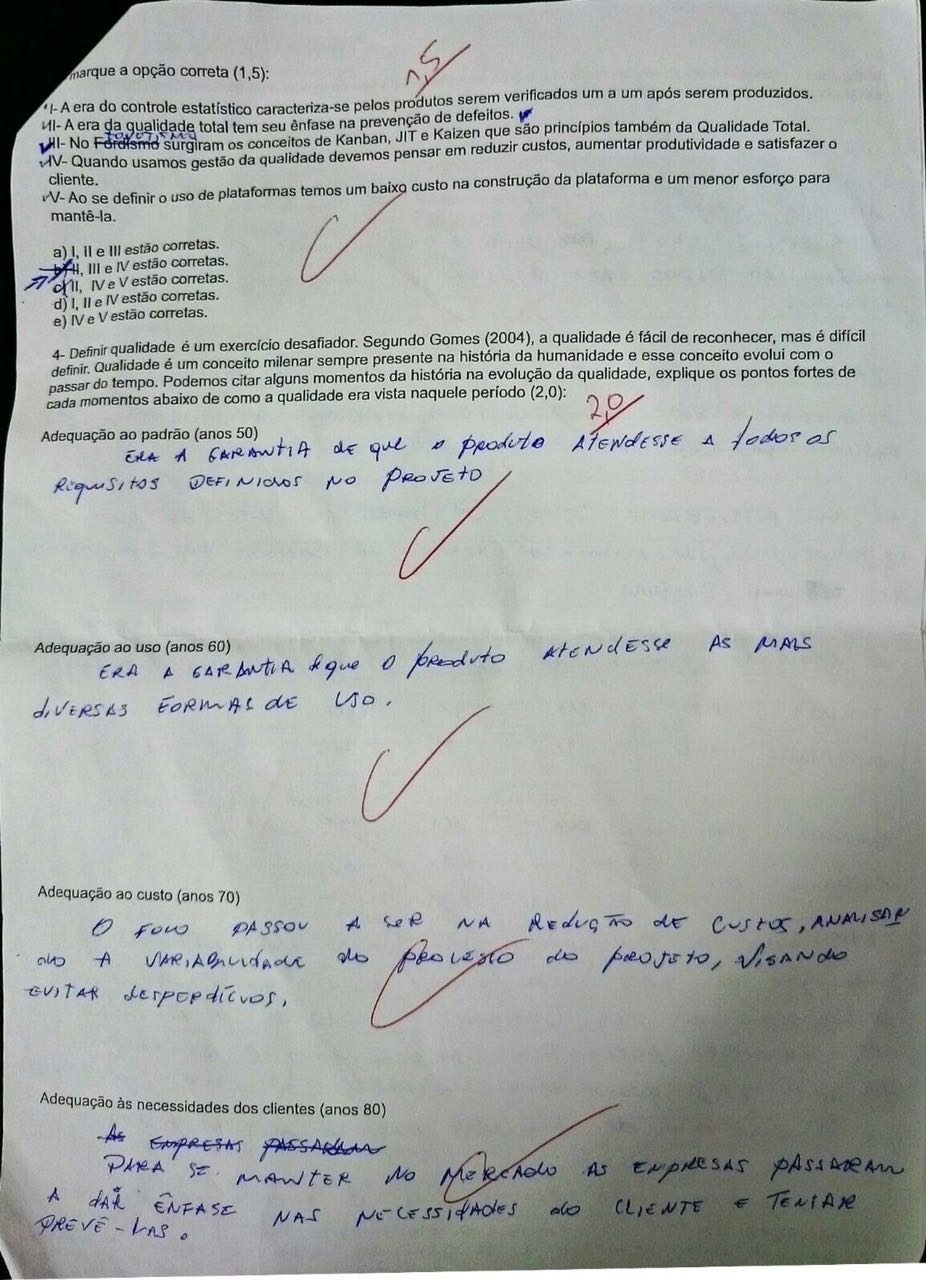 marque a opção correta (1,5):
1,5
I- A era do controle estatístico caracteriza-se pelos produtos serem verificados um a um após serem produzidos.
II- A era da qualidade total tem seu ênfase na prevenção de defeitos.
TOYOTISMO
III- No Fordismo surgiram os conceitos de Kanban, JIT e Kaizen que são princípios também da Qualidade Total.
IV- Quando usamos gestão da qualidade devemos pensar em reduzir custos, aumentar produtividade e satisfazer o
cliente.
V- Ao se definir o uso de plataformas temos um baixo custo na construção da plataforma e um menor esforço para
mantê-la.
a) I, II e III estão corretas.
b) II, III e IV estão corretas.
c) II, IV e V estão corretas.
d) I, II e IV estão corretas.
e) IV e V estão corretas.
4- Definir qualidade é um exercício desafiador. Segundo Gomes (2004), a qualidade é fácil de reconhecer, mas é difícil
definir. Qualidade é um conceito milenar sempre presente na história da humanidade e esse conceito evolui com o
passar do tempo. Podemos citar alguns momentos da história na evolução da qualidade, explique os pontos fortes de
cada momentos abaixo de como a qualidade era vista naquele período (2,0):
2,0
Adequação ao padrão (anos 50)
ERA A GARANTIA de que o produto ATENDESSE A todos os
REQUISITOS DEFINIDOS NO PROJETO
Adequação ao uso (anos 60)
ERA A GARANTIA de que O produto ATENDESSE AS MAIS
diVERSAS FORMAS DE USO.
Adequação ao custo (anos 70)
O FOCO PASSOU A SER NA REDUÇÃO DE CUSTOS, ANALISAN
do A VARIABILIDADE do PROCESSO do PROJETO, VISANDO
EVITAR desperdícios.
Adequação às necessidades dos clientes (anos 80)
As EMPRESAS PASSARAM
PARA SE MANTER NO MERCADO AS EMPRESAS PASSARAM
A DAR ÊNFASE NAS NECESSIDADES do CLIENTE E TENTAR
PREVÊ-LAS.